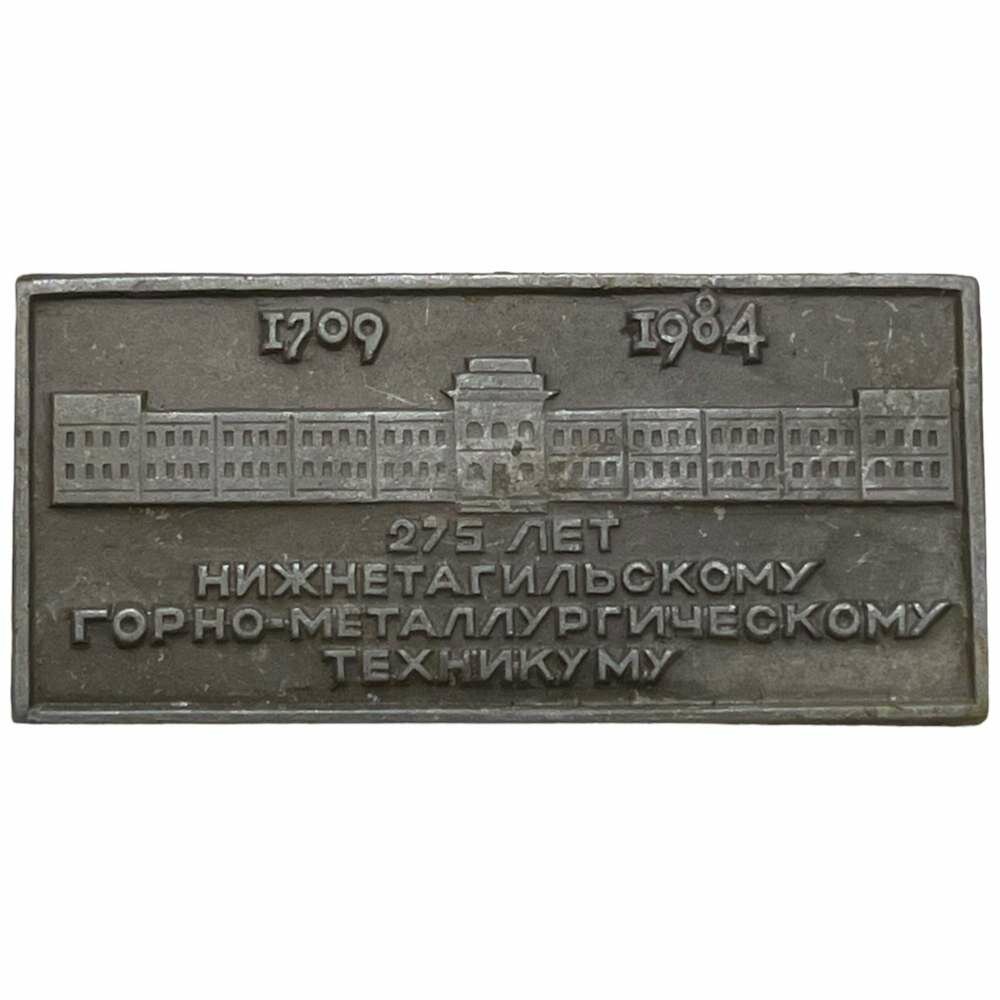 1709 1984
275 ЛЕТ
НИЖНЕТАГИЛЬСКОМУ
ГОРНО-МЕТАЛЛУРГИЧЕСКОМУ
ТЕХНИКУМУ